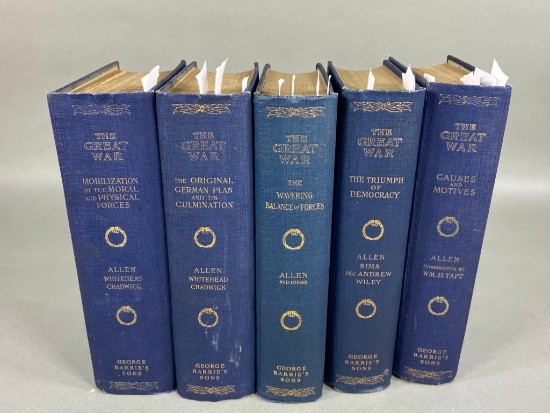 THE
GREAT
WAR
MOBILIZATION
OF THE MORAL
AND PHYSICAL
FORCES
ALLEN
WHITEHEAD
CHADWICK
GEORGE
BARRIE'S
SONS
THE
GREAT
WAR
THE ORIGINAL
GERMAN PLAN
AND ITS
CULMINATION
ALLEN
WHITEHEAD
CHADWICK
GEORGE
BARRIE'S
SONS
THE
GREAT
WAR
THE
WAVERING
BALANCE OF FORCES
ALLEN
AND OTHERS
GEORGE
BARRIE'S
SONS
THE
GREAT
WAR
THE TRIUMPH
OF
DEMOCRACY
ALLEN
SIMS
MC ANDREW
WILEY
GEORGE
BARRIE'S
SONS
THE
GREAT
WAR
CAUSES
AND
MOTIVES
ALLEN
INTRODUCTION BY
WM. H. TAFT
GEORGE
BARRIE'S
SONS